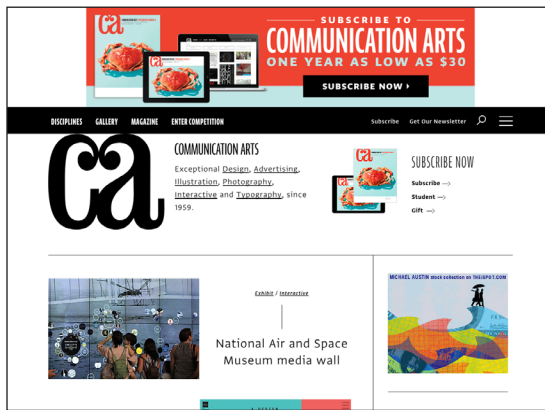 ca
SUBSCRIBE TO
COMMUNICATION ARTS
ONE YEAR AS LOW AS $30
SUBSCRIBE NOW
DISCIPLINES GALLERY MAGAZINE ENTER COMPETITION Subscribe Get Our Newsletter
ca
COMMUNICATION ARTS
Exceptional Design, Advertising,
Illustration, Photography,
Interactive and Typography, since
1959.
ca
SUBSCRIBE NOW
Subscribe
Student
Gift
Exhibit / Interactive
National Air and Space
Museum media wall
MICHAEL AUSTIN stock collection on THEiSPOT.COM